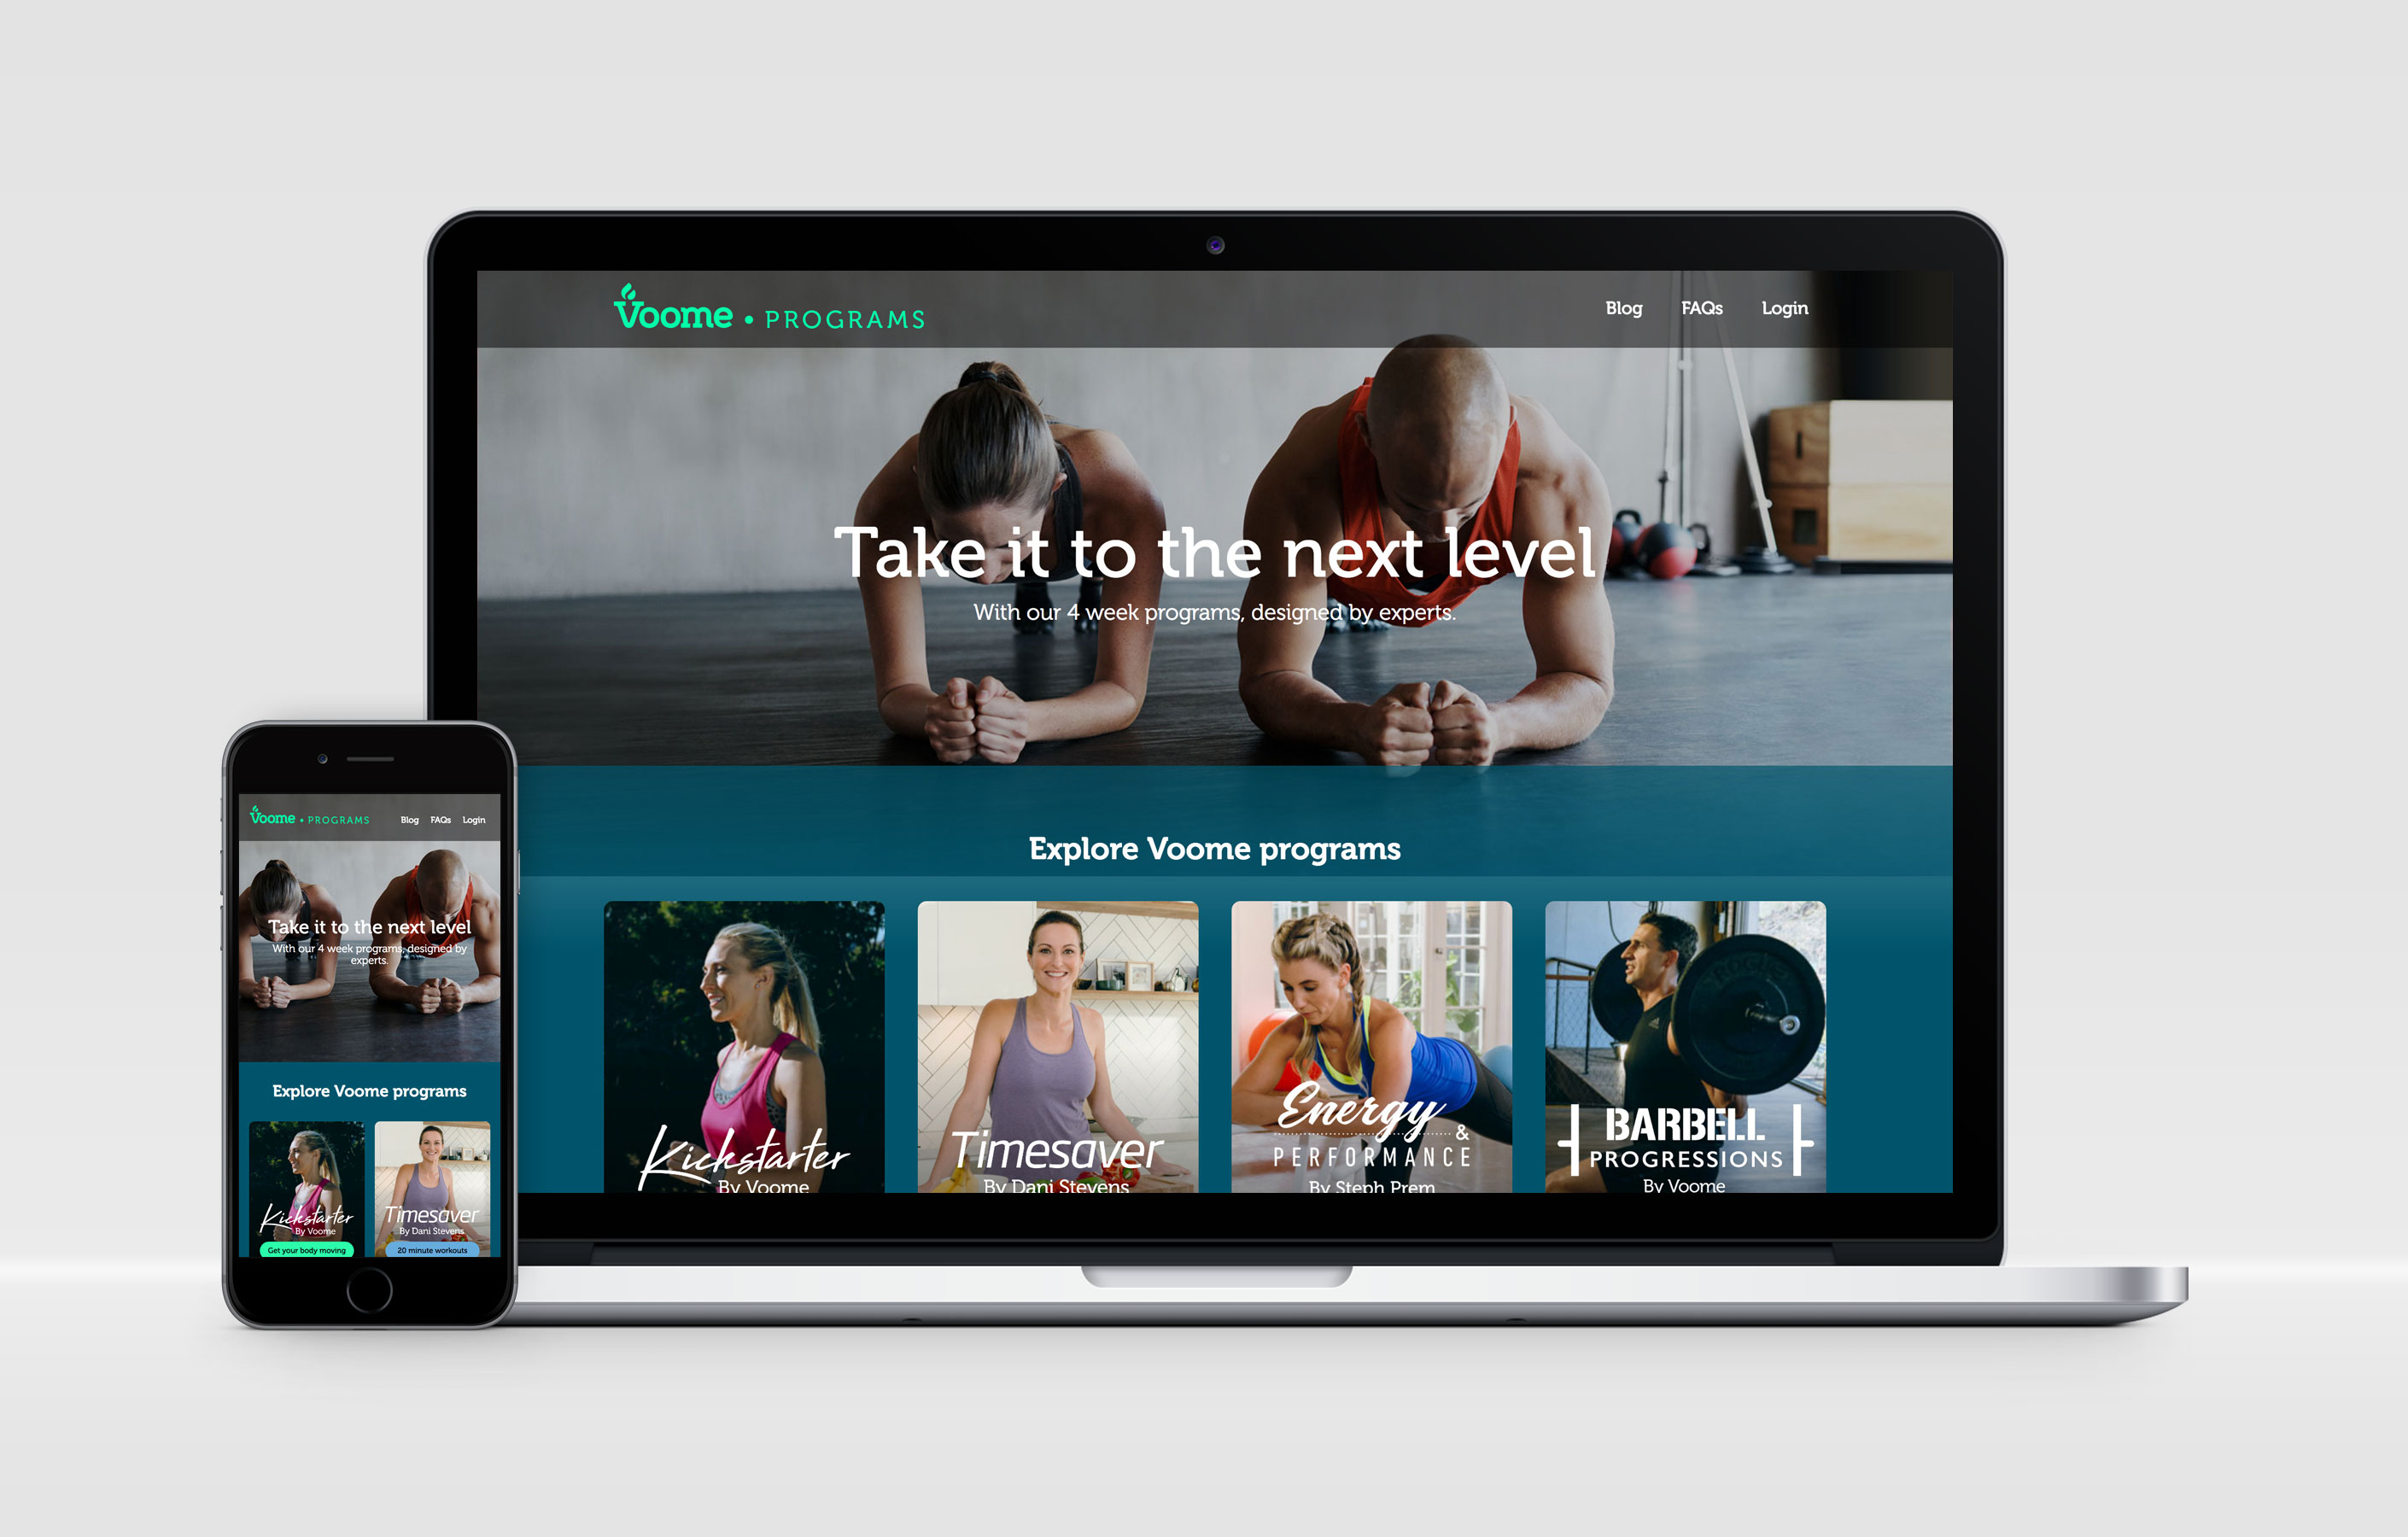 Voome • PROGRAMS
Blog FAQs Login
Take it to the next level
With our 4 week programs, designed by experts.
Explore Voome programs
Kickstarter
By Voome
Timesaver
By Dani Stevens
Energy &
PERFORMANCE
By Steph Prem
BARBELL
PROGRESSIONS
By Voome
Voome • PROGRAMS
Blog FAQs Login
Take it to the next level
With our 4 week programs, designed by
experts.
Explore Voome programs
Kickstarter
By Voome
Get your body moving
Timesaver
By Dani Stevens
20 minute workouts